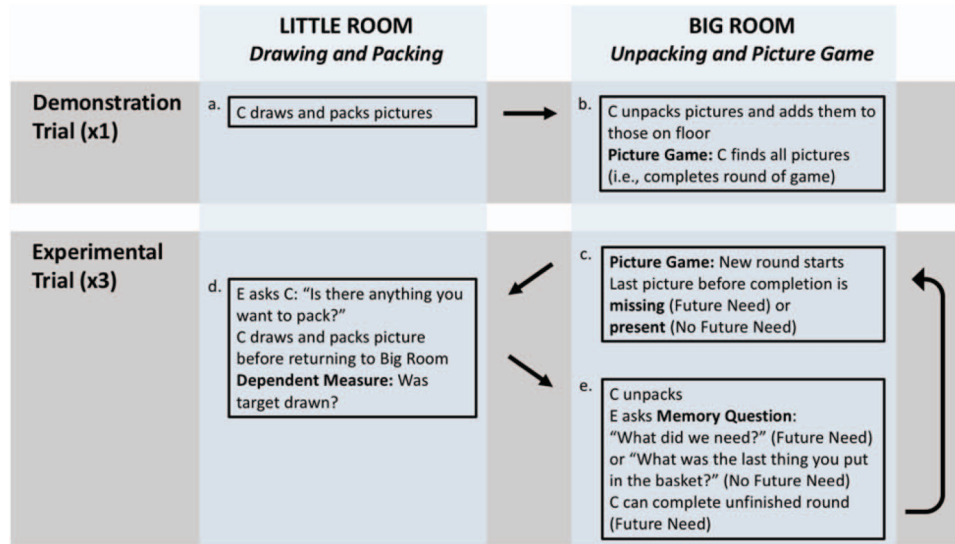 LITTLE ROOM
Drawing and Packing
BIG ROOM
Unpacking and Picture Game
Demonstration
Trial (x1)
a.
C draws and packs pictures
b.
C unpacks pictures and adds them to
those on floor
Picture Game: C finds all pictures
(i.e., completes round of game)
Experimental
Trial (x3)
c.
Picture Game: New round starts
Last picture before completion is
missing (Future Need) or
present (No Future Need)
d.
E asks C: “Is there anything you
want to pack?”
C draws and packs picture
before returning to Big Room
Dependent Measure: Was
target drawn?
e.
C unpacks
E asks Memory Question:
“What did we need?” (Future Need)
or “What was the last thing you put
in the basket?” (No Future Need)
C can complete unfinished round
(Future Need)